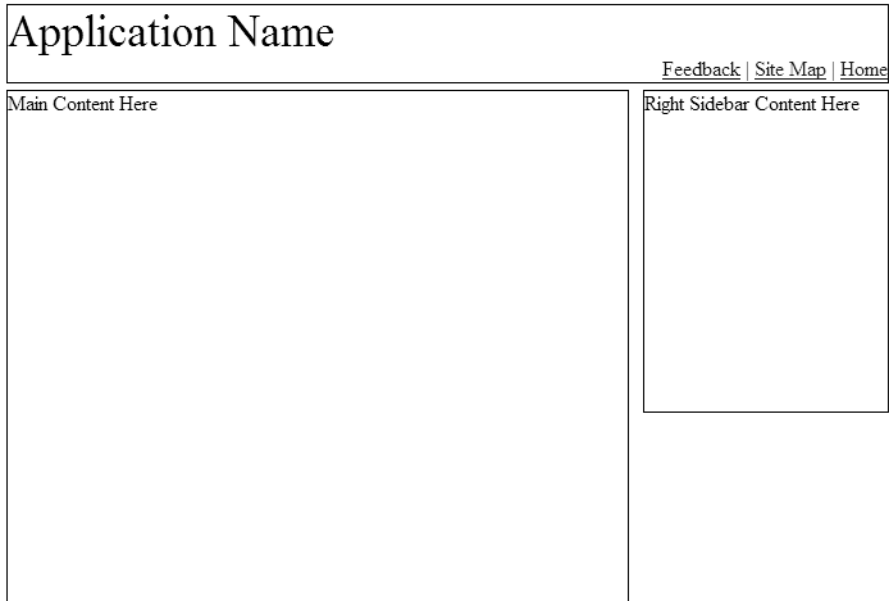 Application Name
Feedback | Site Map | Home
Main Content Here
Right Sidebar Content Here